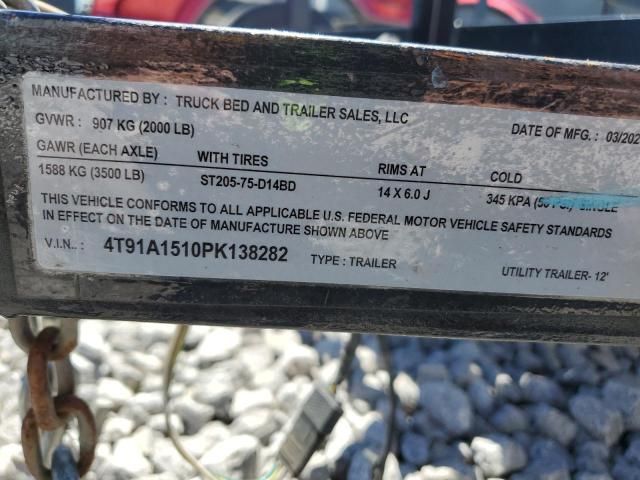 MANUFACTURED BY : TRUCK BED AND TRAILER SALES, LLC
GVWR : 907 KG (2000 LB) DATE OF MFG. : 03/202
GAWR (EACH AXLE) WITH TIRES RIMS AT COLD
1588 KG (3500 LB) ST205-75-D14BD 14 X 6.0 J 345 KPA SINGLE
THIS VEHICLE CONFORMS TO ALL APPLICABLE U.S. FEDERAL MOTOR VEHICLE SAFETY STANDARDS
IN EFFECT ON THE DATE OF MANUFACTURE SHOWN ABOVE
V.I.N.. : 4T91A1510PK138282 TYPE : TRAILER UTILITY TRAILER- 12'